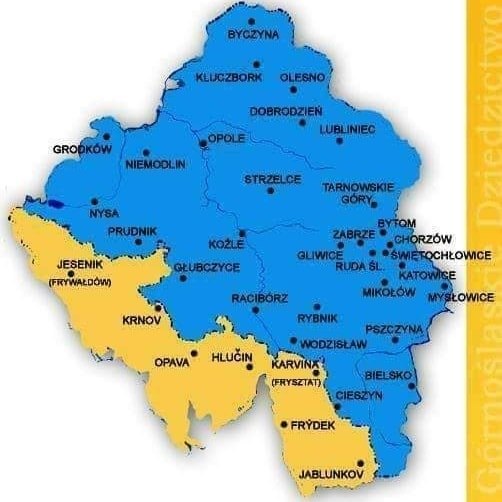 BYCZYNA
KLUCZBORK
OLESNO
DOBRODZIEŃ
LUBLINIEC
GRODKÓW
OPOLE
NIEMODLIN
STRZELCE
TARNOWSKIE
GÓRY
NYSA
PRUDNIK
KOŹLE
BYTOM
ZABRZE
CHORZÓW
GLIWICE
ŚWIĘTOCHŁOWICE
RUDA ŚL.
KATOWICE
JESENIK
(FRYWAŁDÓW)
GŁUBCZYCE
MIKOŁÓW
MYSŁOWICE
RACIBÓRZ
KRNOV
RYBNIK
PSZCZYNA
WODZISŁAW
OPAVA
HLUČIN
KARVINX
(FRYSZTAT)
BIELSKO
CIESZYN
FRÝDEK
JABLUNKOV
Górnośląskie Dziedzictwo